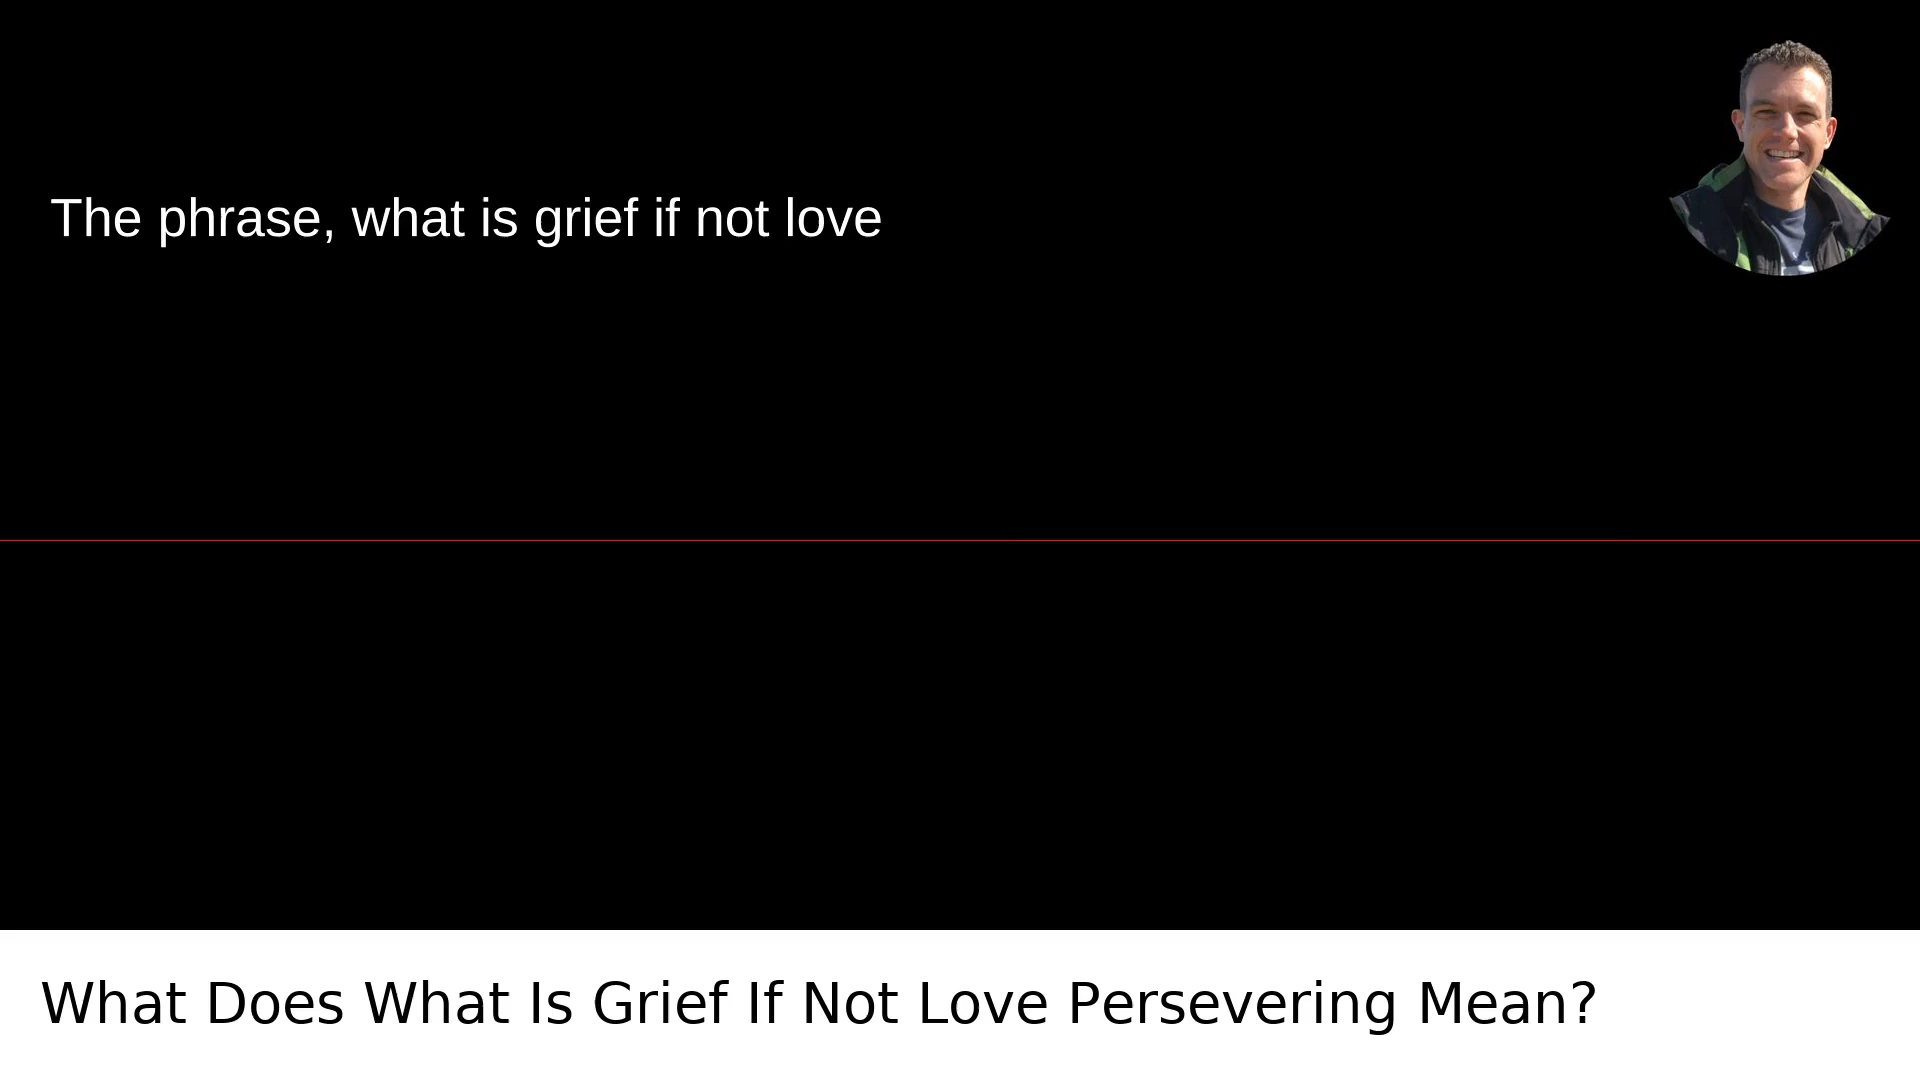 The phrase, what is grief if not love
What Does What Is Grief If Not Love Persevering Mean?